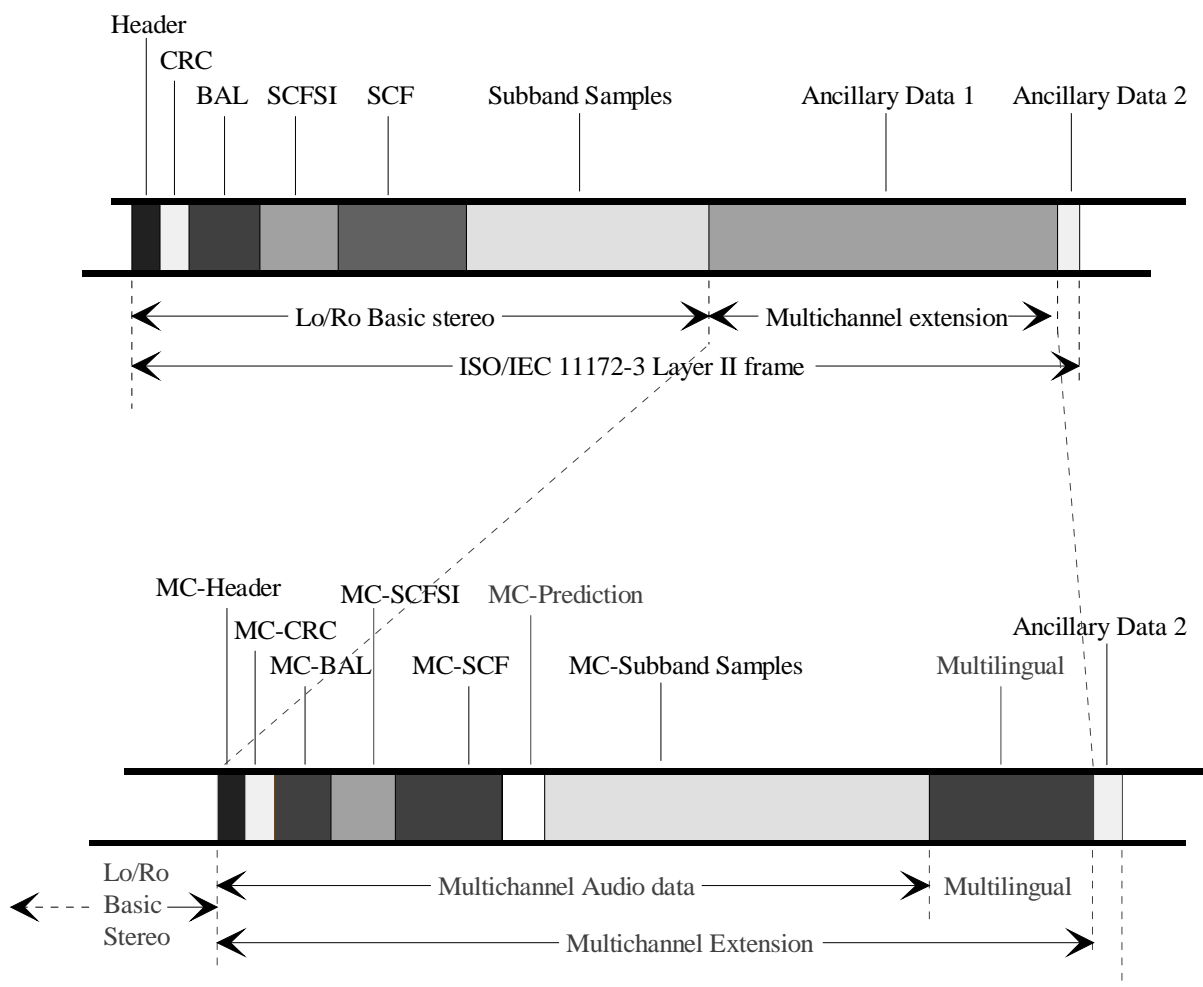 Header
CRC
BAL SCFSI SCF Subband Samples Ancillary Data 1 Ancillary Data 2
Lo/Ro Basic stereo Multichannel extension
ISO/IEC 11172-3 Layer II frame
MC-Header MC-SCFSI MC-Prediction
MC-CRC Ancillary Data 2
MC-BAL MC-SCF MC-Subband Samples Multilingual
Lo/Ro
Basic
Stereo
Multichannel Audio data Multilingual
Multichannel Extension